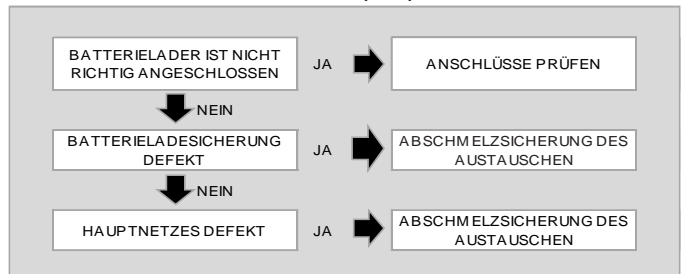 BATTERIELADER IST NICHT
RICHTIG ANGESCHLOSSEN
JA
ANSCHLÜSSE PRÜFEN
NEIN
BATTERIELADESICHERUNG
DEFEKT
JA
ABSCHMELZSICHERUNG DES
AUSTAUSCHEN
NEIN
HAUPTNETZES DEFEKT
JA
ABSCHMELZSICHERUNG DES
AUSTAUSCHEN